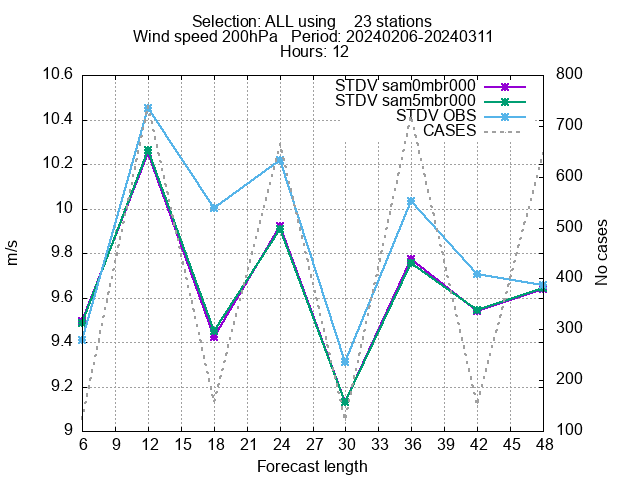 Selection: ALL using    23 stations
Wind speed 200hPa   Period: 20240206-20240311
Hours: 12
STDV sam0mbr000
STDV sam5mbr000
STDV OBS
CASES
m/s
10.6
10.4
10.2
10
9.8
9.6
9.4
9.2
9
800
700
600
500
400
300
200
100
No cases
6 9 12 15 18 21 24 27 30 33 36 39 42 45 48
Forecast length